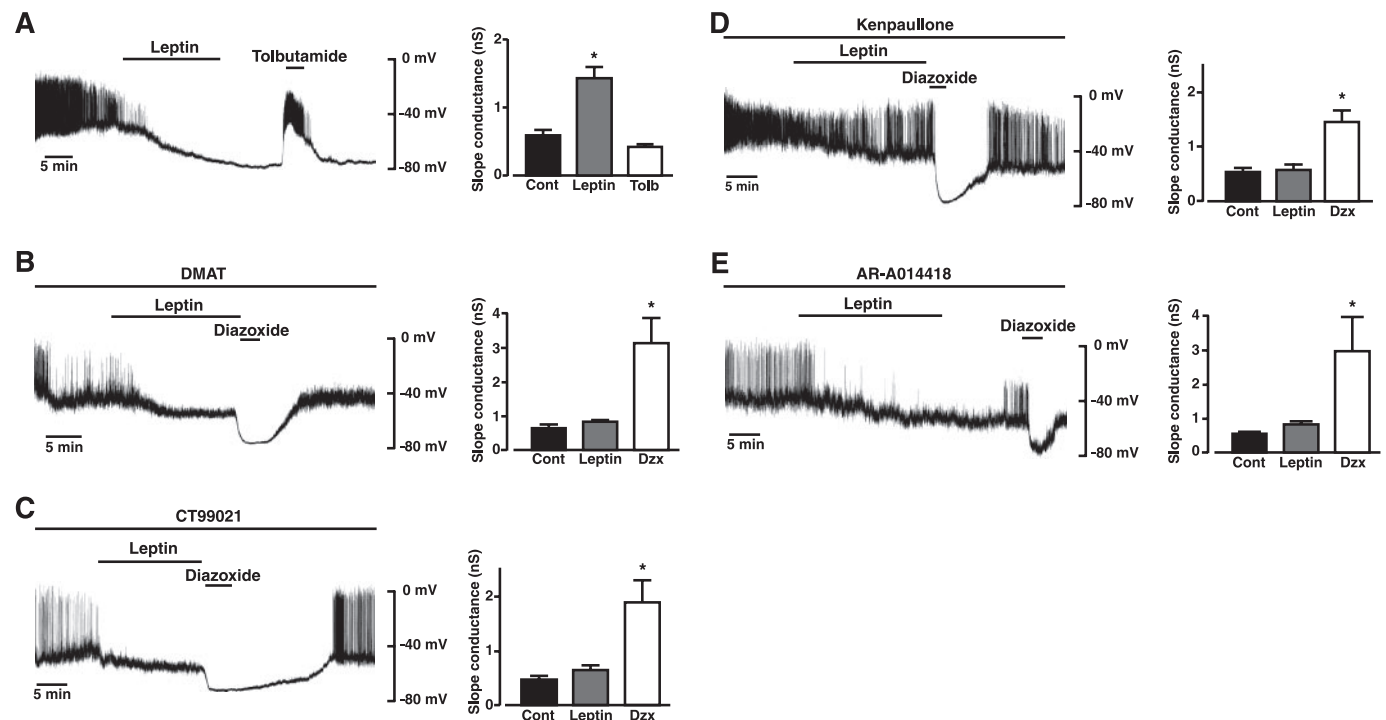 A
Leptin
Tolbutamide
0 mV
-40 mV
-80 mV
5 min
Slope conductance (nS)
2
1
0
*
Cont Leptin Tolb
B
DMAT
Leptin
Diazoxide
0 mV
-40 mV
-80 mV
5 min
Slope conductance (nS)
4
3
2
1
0
*
Cont Leptin Dzx
C
CT99021
Leptin
Diazoxide
0 mV
-40 mV
-80 mV
5 min
Slope conductance (nS)
2
1
0
*
Cont Leptin Dzx
D
Kenpaullone
Leptin
Diazoxide
0 mV
-40 mV
-80 mV
5 min
Slope conductance (nS)
2
1
0
*
Cont Leptin Dzx
E
AR-A014418
Leptin
Diazoxide
0 mV
-40 mV
-80 mV
5 min
Slope conductance (nS)
4
3
2
1
0
*
Cont Leptin Dzx